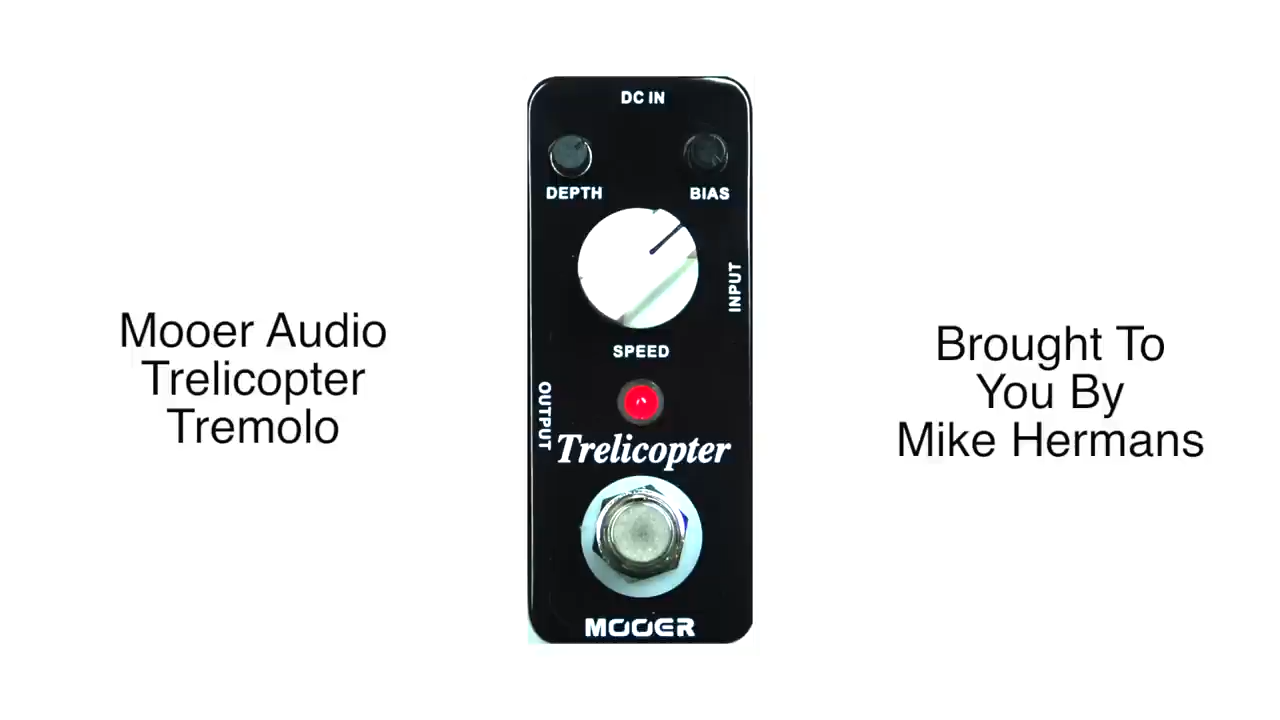 Mooer Audio
Trelicopter
Tremolo
DC IN
DEPTH
BIAS
INPUT
SPEED
OUTPUT
Trelicopter
MOOER
Brought To
You By
Mike Hermans